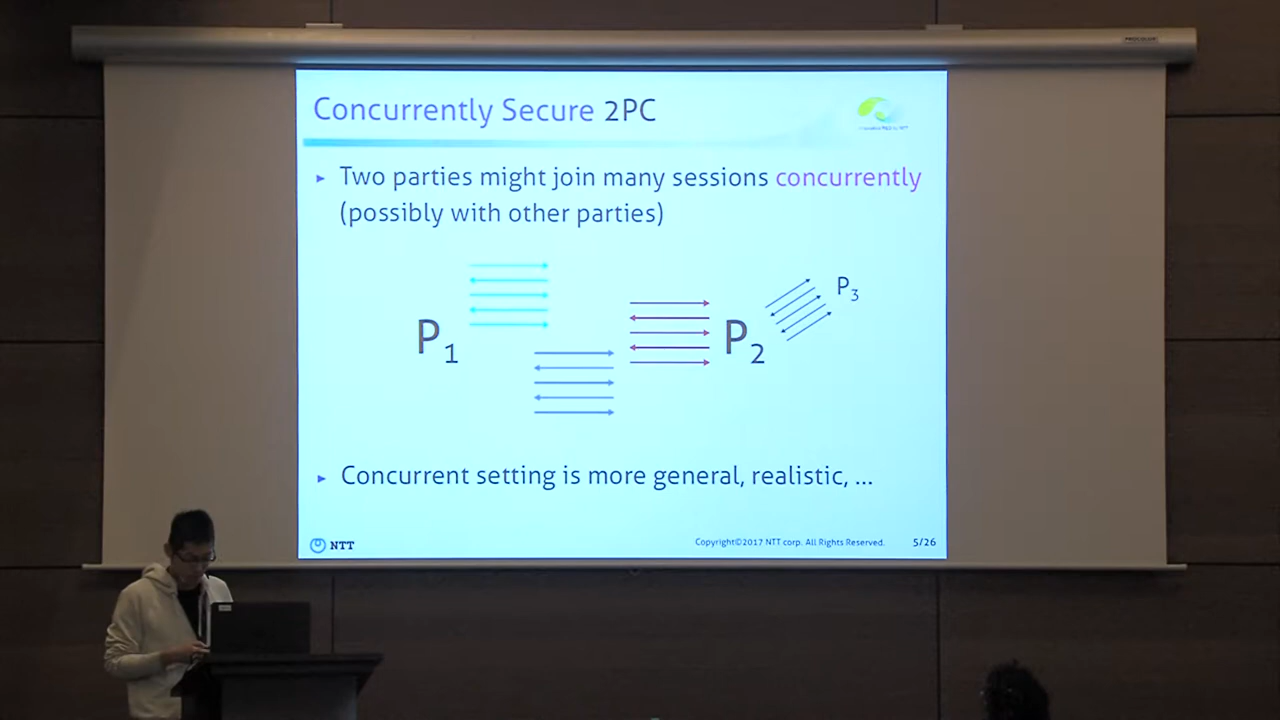 Concurrently Secure 2PC
▸ Two parties might join many sessions concurrently
(possibly with other parties)
P3
P1
P2
▸ Concurrent setting is more general, realistic, ...
NTT
Copyright©2017 NTT corp. All Rights Reserved.
5/26